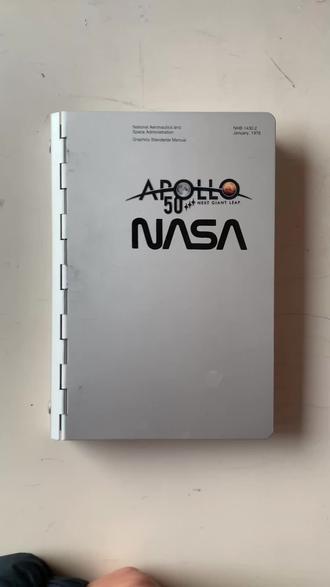 National Aeronautics and
Space Administration
Graphics Standards Manual
NHB 1430.2
January, 1976
APOLLO
50 NEXT GIANT LEAP
NASA